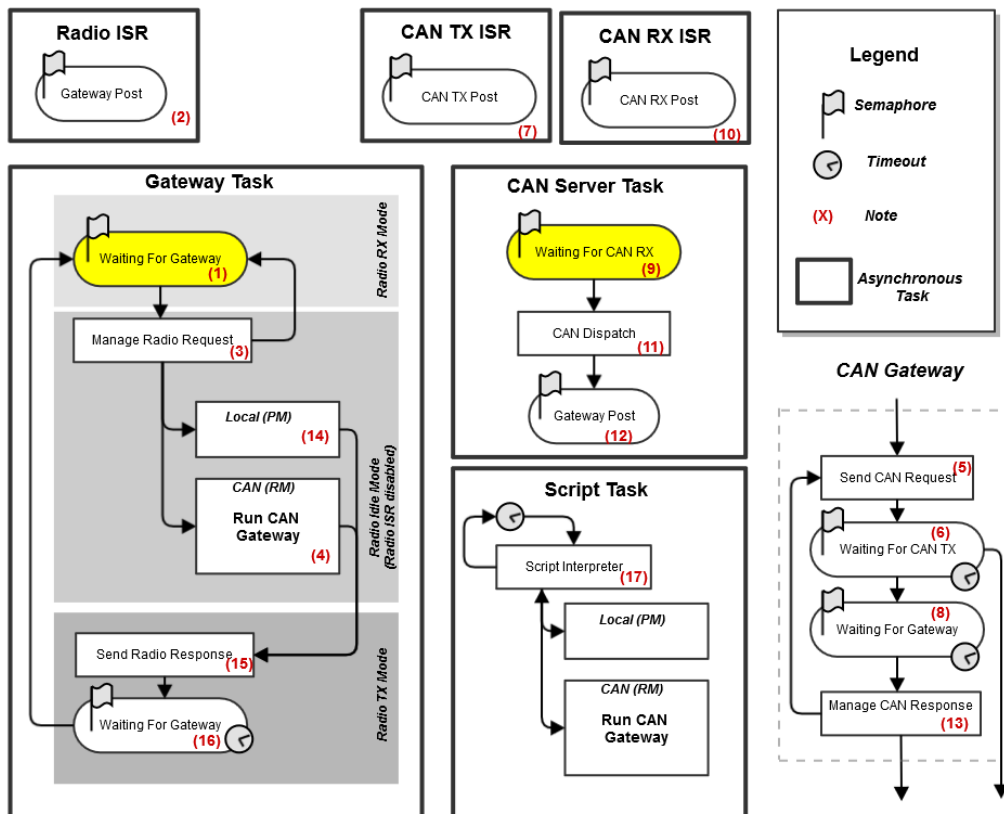 Radio ISR
Gateway Post
(2)
CAN TX ISR
CAN TX Post
(7)
CAN RX ISR
CAN RX Post
(10)
Legend
Semaphore
Timeout
(X)
Note
Asynchronous
Task
Gateway Task
Radio RX Mode
Waiting For Gateway
(1)
Manage Radio Request
(3)
Local (PM)
(14)
CAN (RM)
Run CAN
Gateway
(4)
Radio Idle Mode
(Radio ISR disabled)
Send Radio Response
(15)
Waiting For Gateway
(16)
Radio TX Mode
CAN Server Task
Waiting For CAN RX
(9)
CAN Dispatch
(11)
Gateway Post
(12)
Script Task
Script Interpreter
(17)
Local (PM)
CAN (RM)
Run CAN
Gateway
CAN Gateway
(5)
Send CAN Request
(6)
Waiting For CAN TX
(8)
Waiting For Gateway
Manage CAN Response
(13)